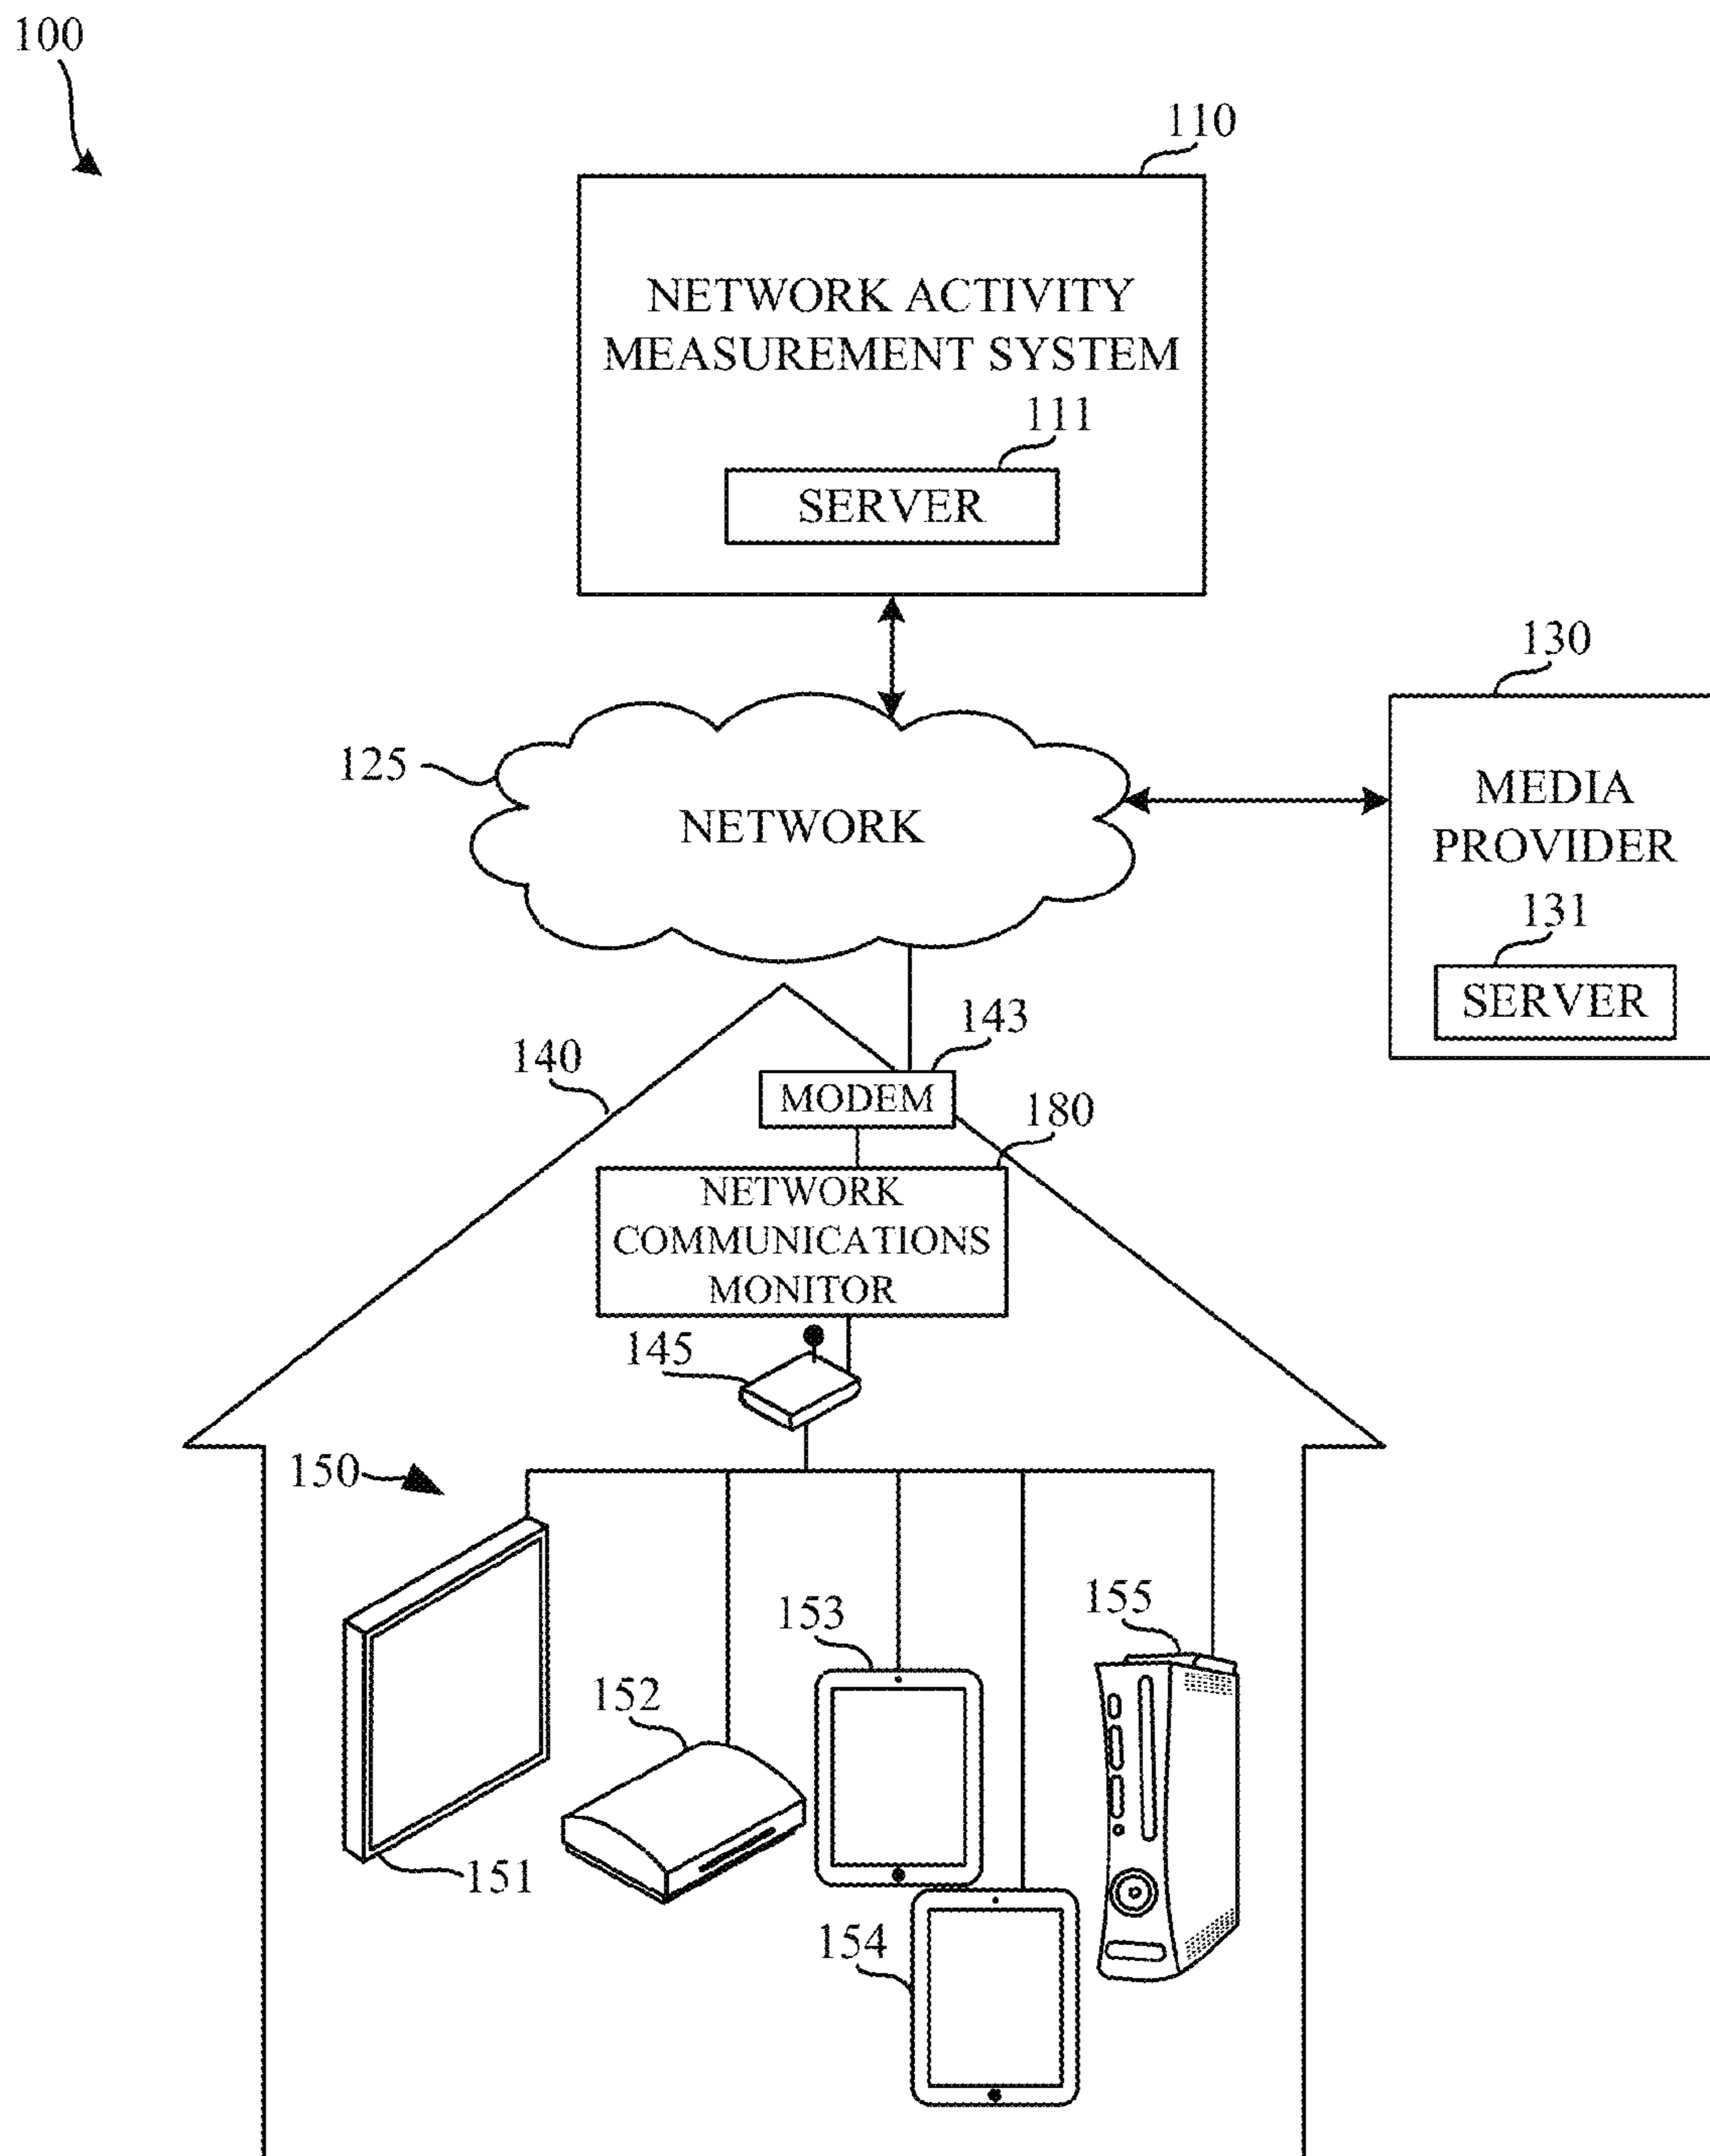 100
110
NETWORK ACTIVITY
MEASUREMENT SYSTEM
111
SERVER
130
125
NETWORK
MEDIA
PROVIDER
131
SERVER
143
140
MODEM
180
NETWORK
COMMUNICATIONS
MONITOR
145
150
153
155
152
151
154